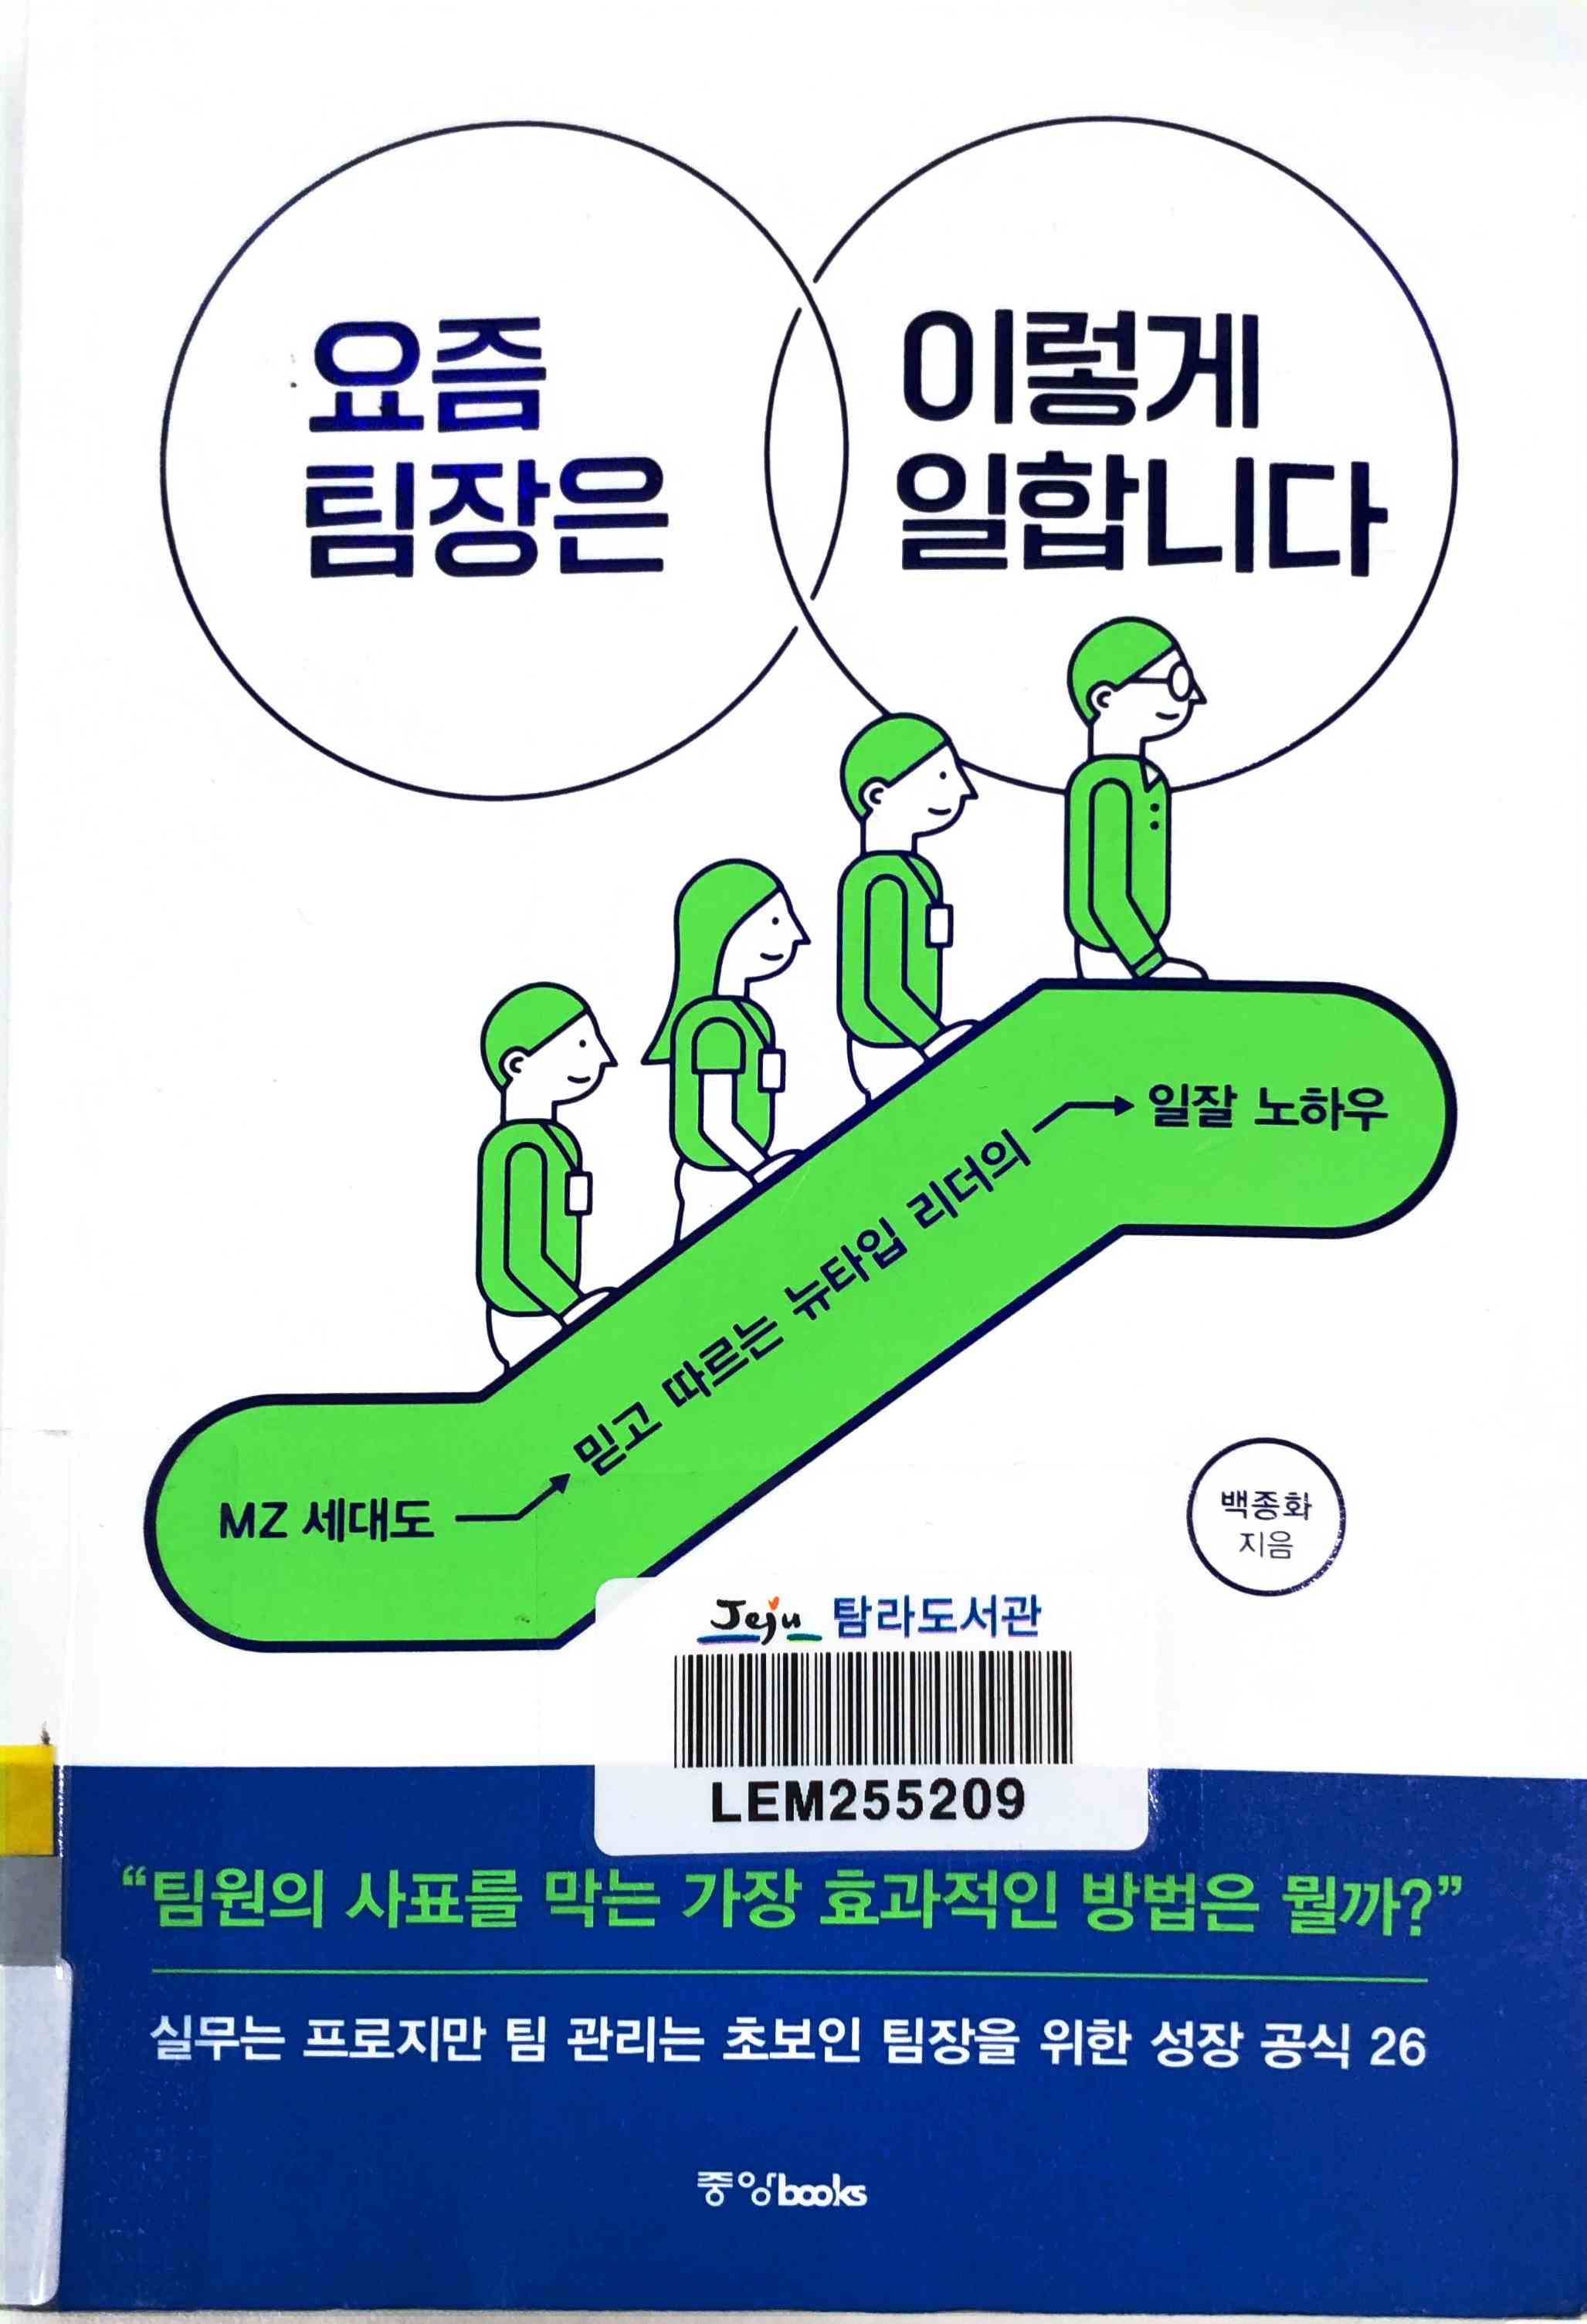 요즘
팀장은
이렇게
일합니다
MZ 세대도 → 믿고 따르는 뉴타입 리더의 → 일잘 노하우
백종화
지음
Jeju 탐라도서관
LEM255209
“팀원의 사표를 막는 가장 효과적인 방법은 뭘까?”
실무는 프로지만 팀 관리는 초보인 팀장을 위한 성장 공식 26
중앙books